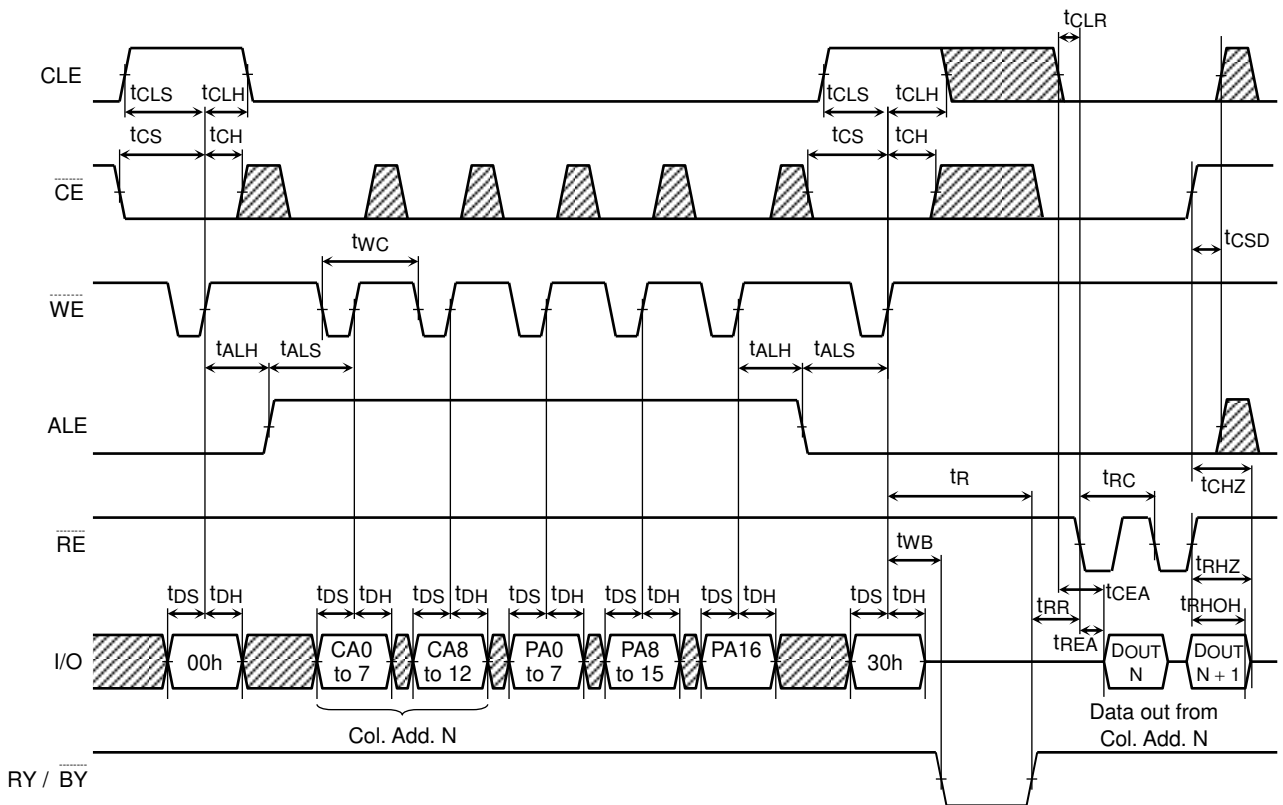 tCLR
CLE
tCLS tCLH tCLS tCLH
tCS tCH tCS tCH
CE
tCSD
tWC
WE
tALH tALS tALH tALS
ALE
tR tRC tCHZ
RE
tWB
tRHZ
tDS tDH tDS tDH tDS tDH tDS tDH tDS tDH tDS tDH tDS tDH tCEA
tRR tRHOH
tREA
I/O 00h CA0 to 7 CA8 to 12 PA0 to 7 PA8 to 15 PA16 30h DOUT N DOUT N + 1
Col. Add. N
Data out from
Col. Add. N
RY / BY